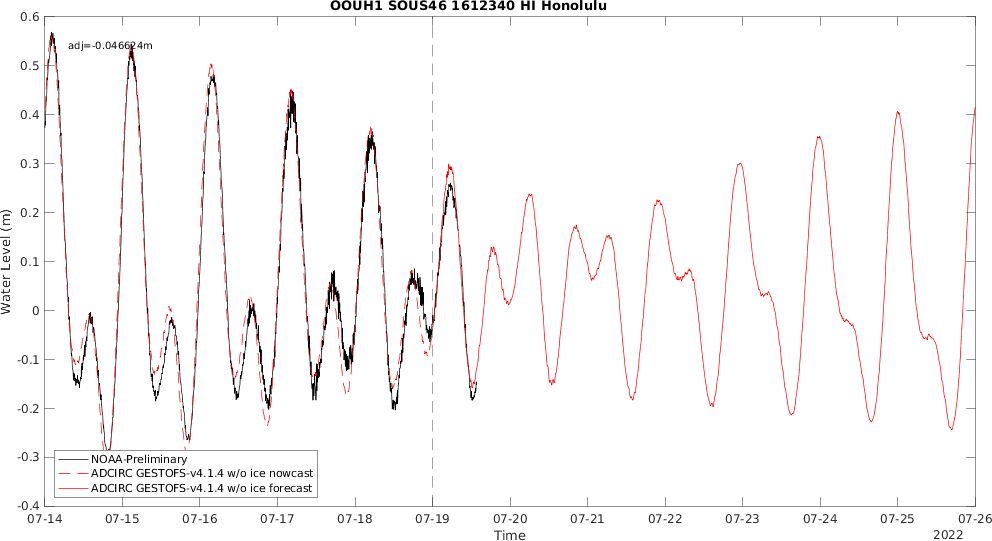 OOUH1 SOUS46 1612340 HI Honolulu
adj=-0.046624m
0.6
0.5
0.4
0.3
0.2
0.1
0
-0.1
-0.2
-0.3
-0.4
Water Level (m)
NOAA-Preliminary
ADCIRC GESTOFS-v4.1.4 w/o ice nowcast
ADCIRC GESTOFS-v4.1.4 w/o ice forecast
07-14 07-15 07-16 07-17 07-18 07-19 07-20 07-21 07-22 07-23 07-24 07-25 07-26
Time
2022